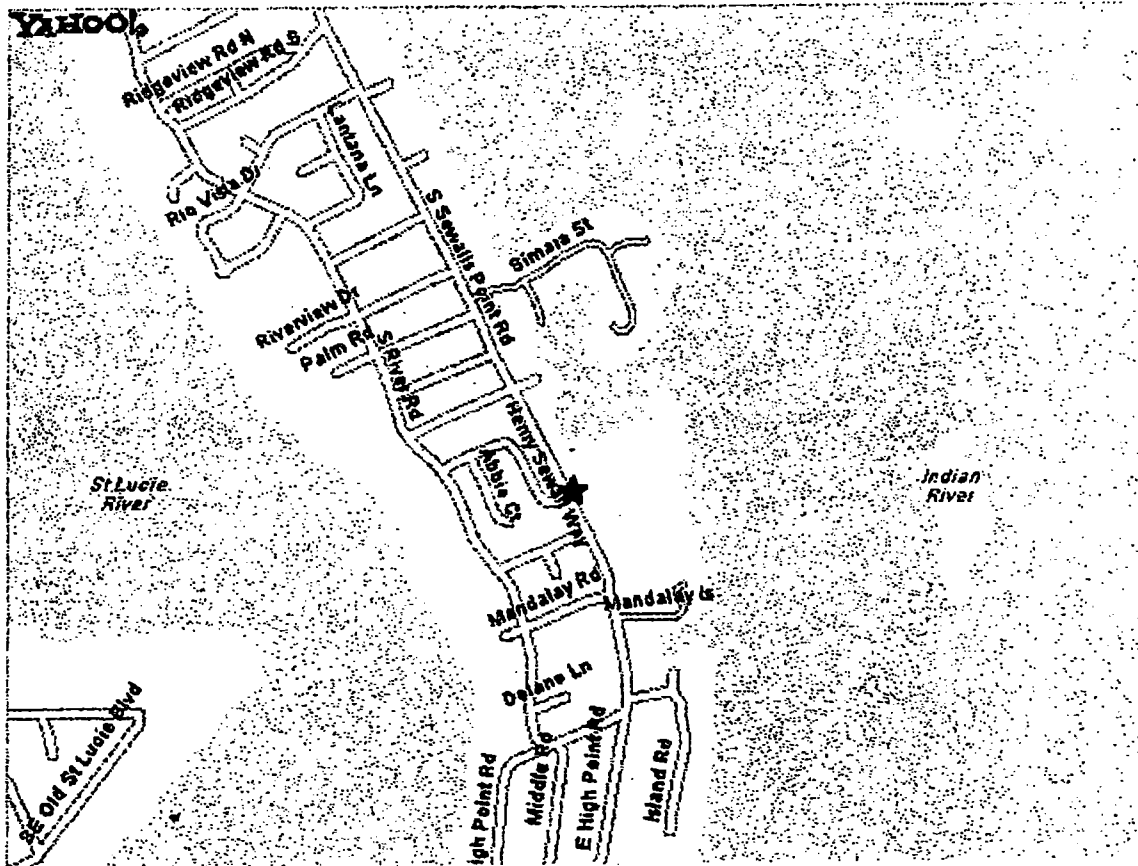 YAHOO!
Ridgeview Rd N
Ridgeview Rd S
Lantana Ln
Rio Vista Dr
S Sewalls Point Rd
Simara St
Riverview Dr
Palm Rd
S River Rd
Henry Sewall Way
Abbie Ct
St Lucie
River
Indian
River
Mandalay Rd
Mandalay Is
Delano Ln
SE Old St Lucie Blvd
igh Point Rd
Middle Rd
E High Point Rd
Island Rd